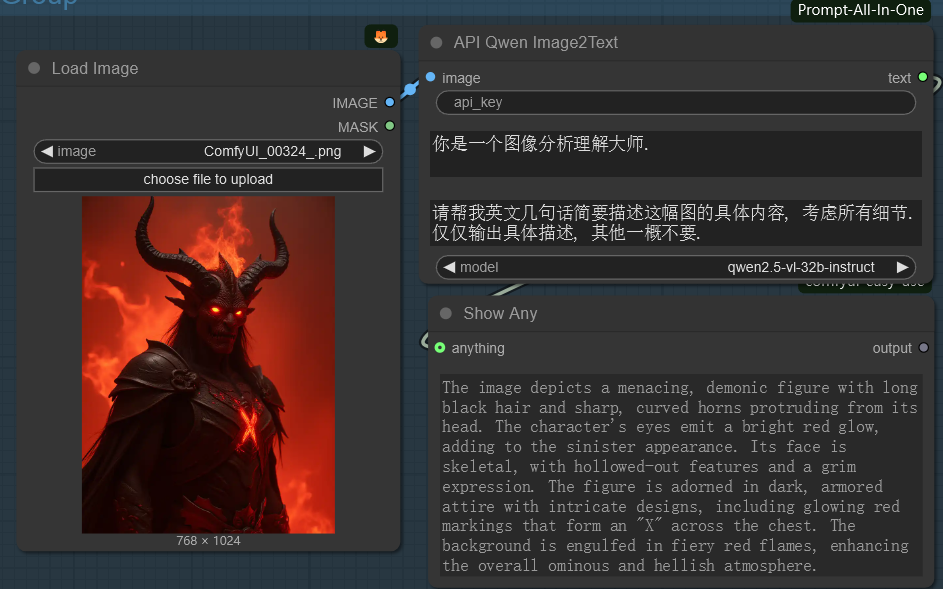 Group
Prompt-All-In-One
Load Image
IMAGE
MASK
image
ComfyUI_00324_.png
choose file to upload
768 × 1024
API Qwen Image2Text
image
text
api_key
你是一个图像分析理解大师.
请帮我英文几句话简要描述这幅图的具体内容, 考虑所有细节.
仅仅输出具体描述, 其他一概不要.
model
qwen2.5-vl-32b-instruct
comfyui-easy-use
Show Any
anything
output
The image depicts a menacing, demonic figure with long
black hair and sharp, curved horns protruding from its
head. The character's eyes emit a bright red glow,
adding to the sinister appearance. Its face is
skeletal, with hollowed-out features and a grim
expression. The figure is adorned in dark, armored
attire with intricate designs, including glowing red
markings that form an "X" across the chest. The
background is engulfed in fiery red flames, enhancing
the overall ominous and hellish atmosphere.